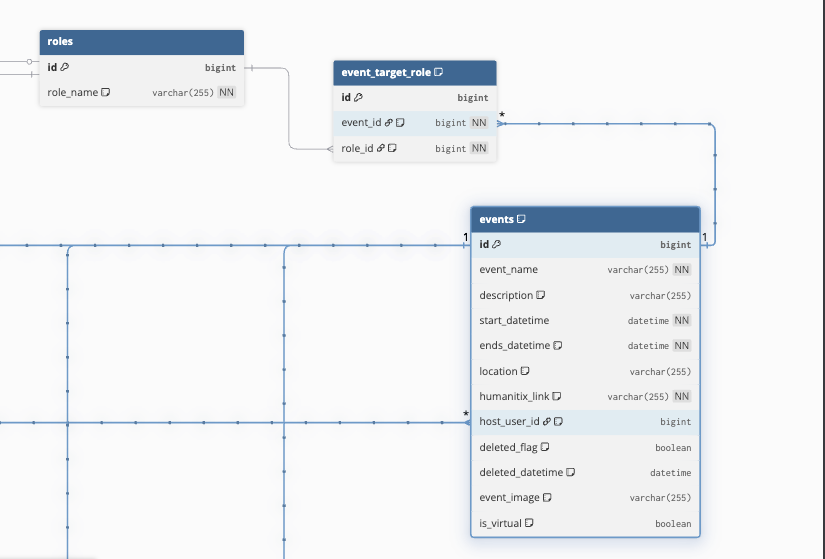 roles
id bigint
role_name varchar(255) NN
event_target_role
id bigint
event_id bigint NN
role_id bigint NN
*
events
1
1
id bigint
event_name varchar(255) NN
description varchar(255)
start_datetime datetime NN
ends_datetime datetime NN
location varchar(255)
humanitix_link varchar(255) NN
*
host_user_id bigint
deleted_flag boolean
deleted_datetime datetime
event_image varchar(255)
is_virtual boolean